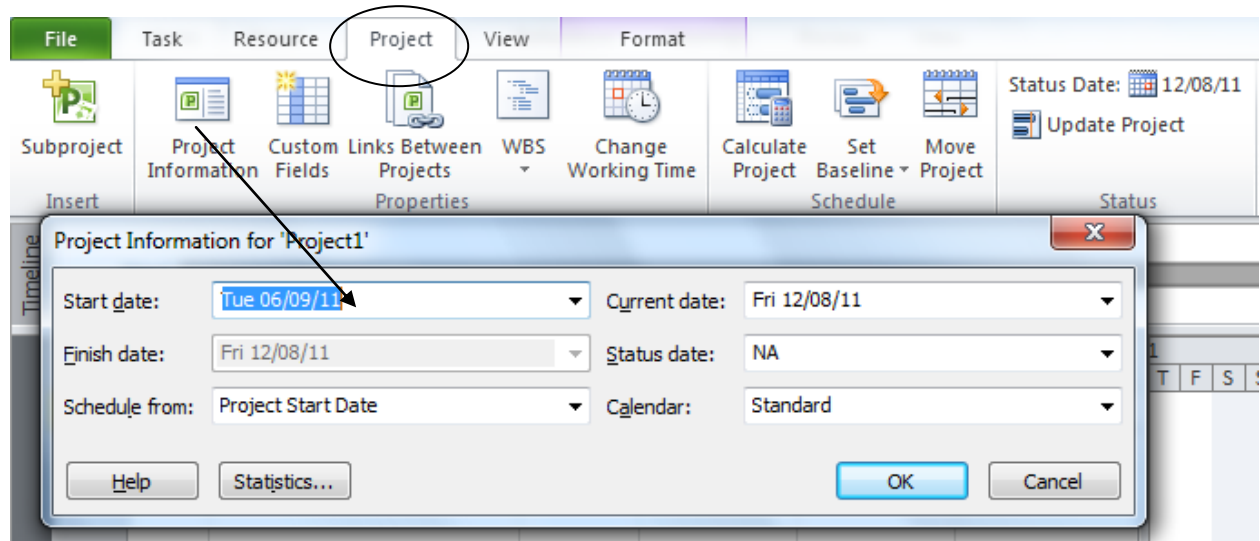 File Task Resource Project View Format
Status Date: 12/08/11
Update Project
Subproject Project Custom Links Between WBS Change Calculate Set Move
Information Fields Projects Working Time Project Baseline Project
Insert Properties Schedule Status
Timeline
Project Information for 'Project1'
Start date: Tue 06/09/11 Current date: Fri 12/08/11
Finish date: Fri 12/08/11 Status date: NA
Schedule from: Project Start Date Calendar: Standard
T F S
Help Statistics... OK Cancel